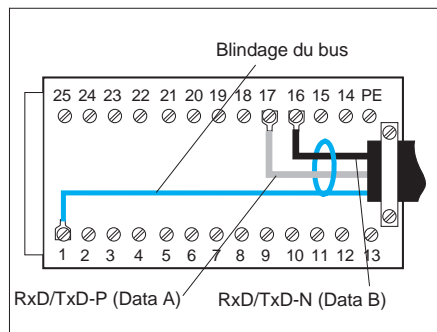 Blindage du bus
25 24 23 22 21 20 19 18 17 16 15 14 PE
1 2 3 4 5 6 7 8 9 10 11 12 13
RxD/TxD-P (Data A) RxD/TxD-N (Data B)